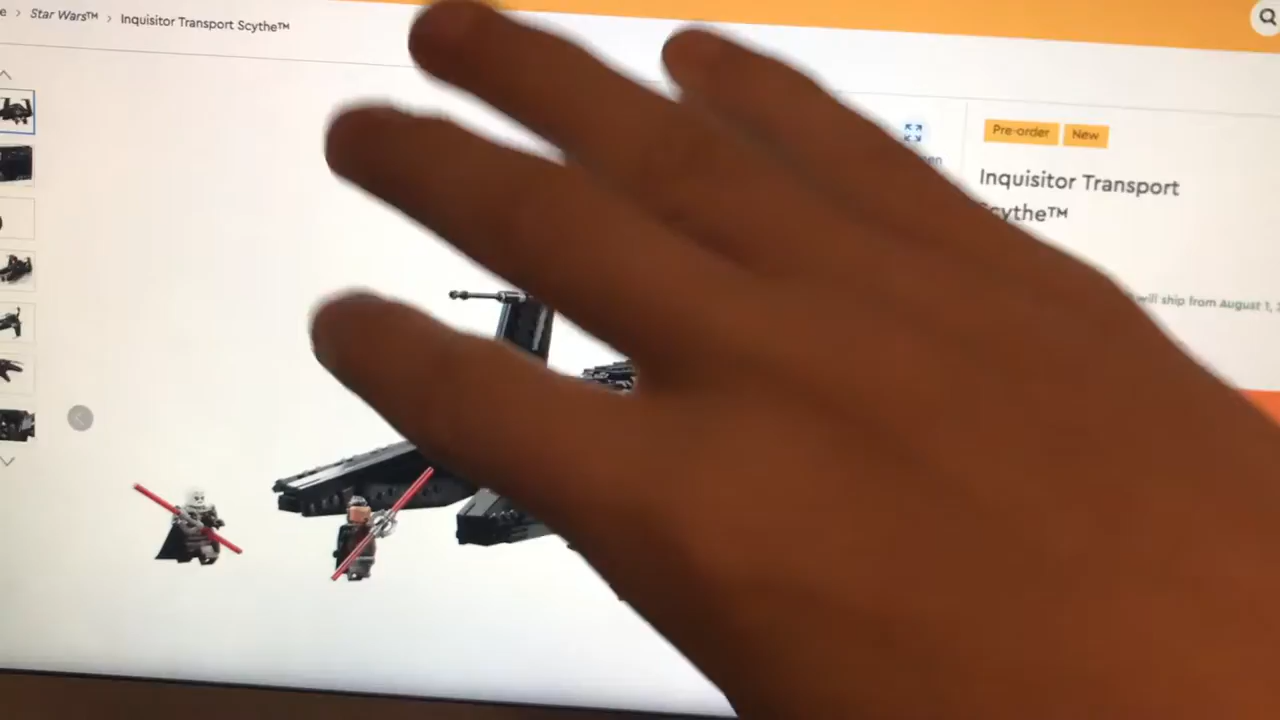 Star Wars™ > Inquisitor Transport Scythe™
Pre-order New
Inquisitor Transport
Scythe™
will ship from August 1,